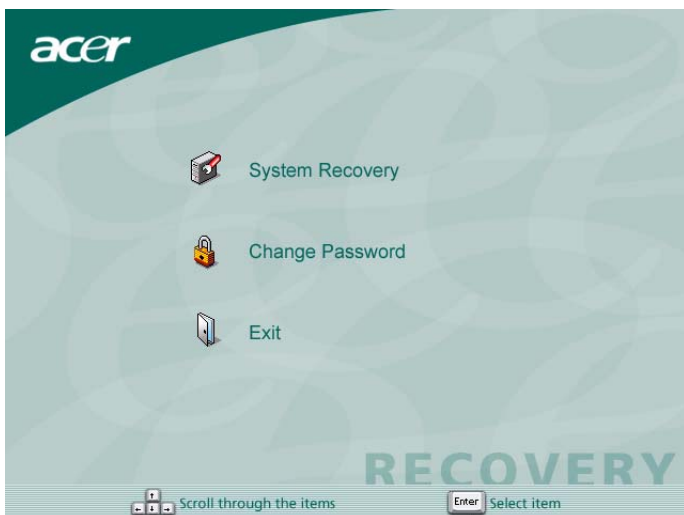 acer
System Recovery
Change Password
Exit
RECOVERY
Scroll through the items
Enter Select item